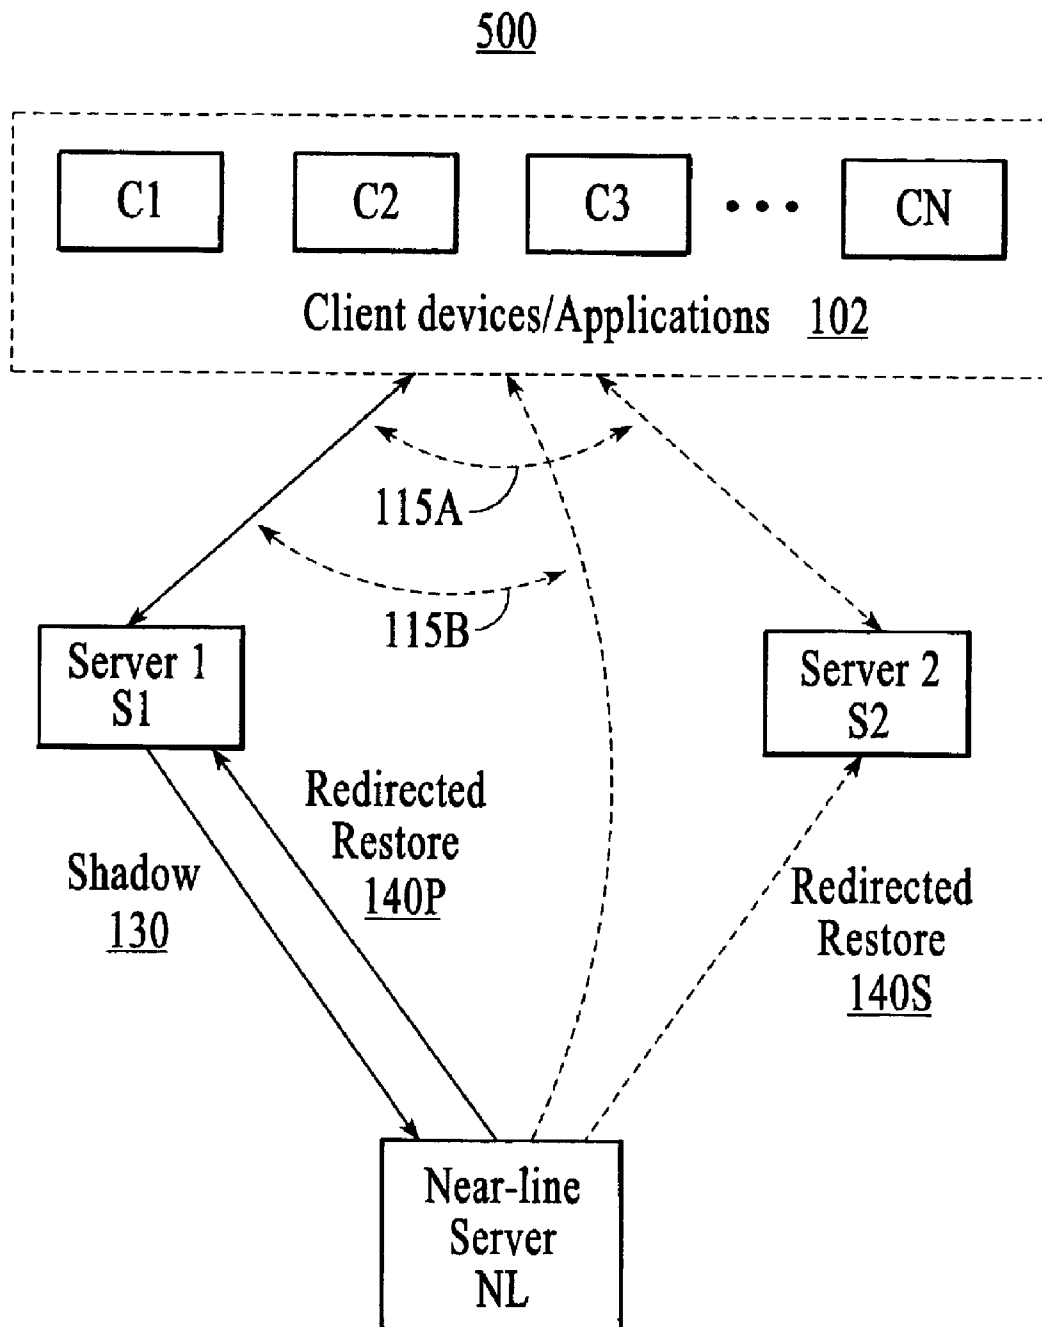 500
C1
C2
C3
CN
Client devices/Applications 102
115A
115B
Server 1
S1
Server 2
S2
Redirected
Restore
140P
Shadow
130
Redirected
Restore
140S
Near-line
Server
NL